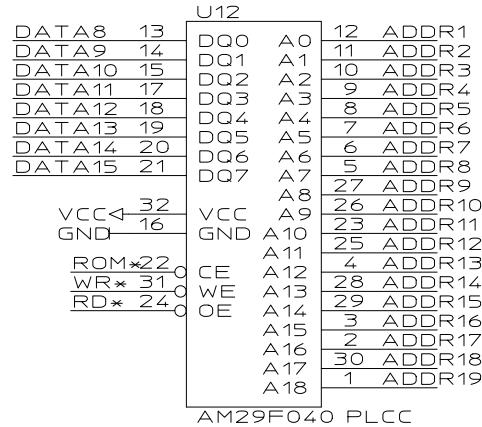 U12
DATA8 13 DQ0 A0 12 ADDR1
DATA9 14 DQ1 A1 11 ADDR2
DATA10 15 DQ2 A2 10 ADDR3
DATA11 17 DQ3 A3 9 ADDR4
DATA12 18 DQ4 A4 8 ADDR5
DATA13 19 DQ5 A5 7 ADDR6
DATA14 20 DQ6 A6 6 ADDR7
DATA15 21 DQ7 A7 5 ADDR8
A8 27 ADDR9
VCC 32 VCC A9 26 ADDR10
GND 16 GND A10 23 ADDR11
A11 25 ADDR12
ROM* 22 CE A12 4 ADDR13
WR* 31 WE A13 28 ADDR14
RD* 24 OE A14 29 ADDR15
A15 3 ADDR16
A16 2 ADDR17
A17 30 ADDR18
A18 1 ADDR19
AM29F040 PLCC